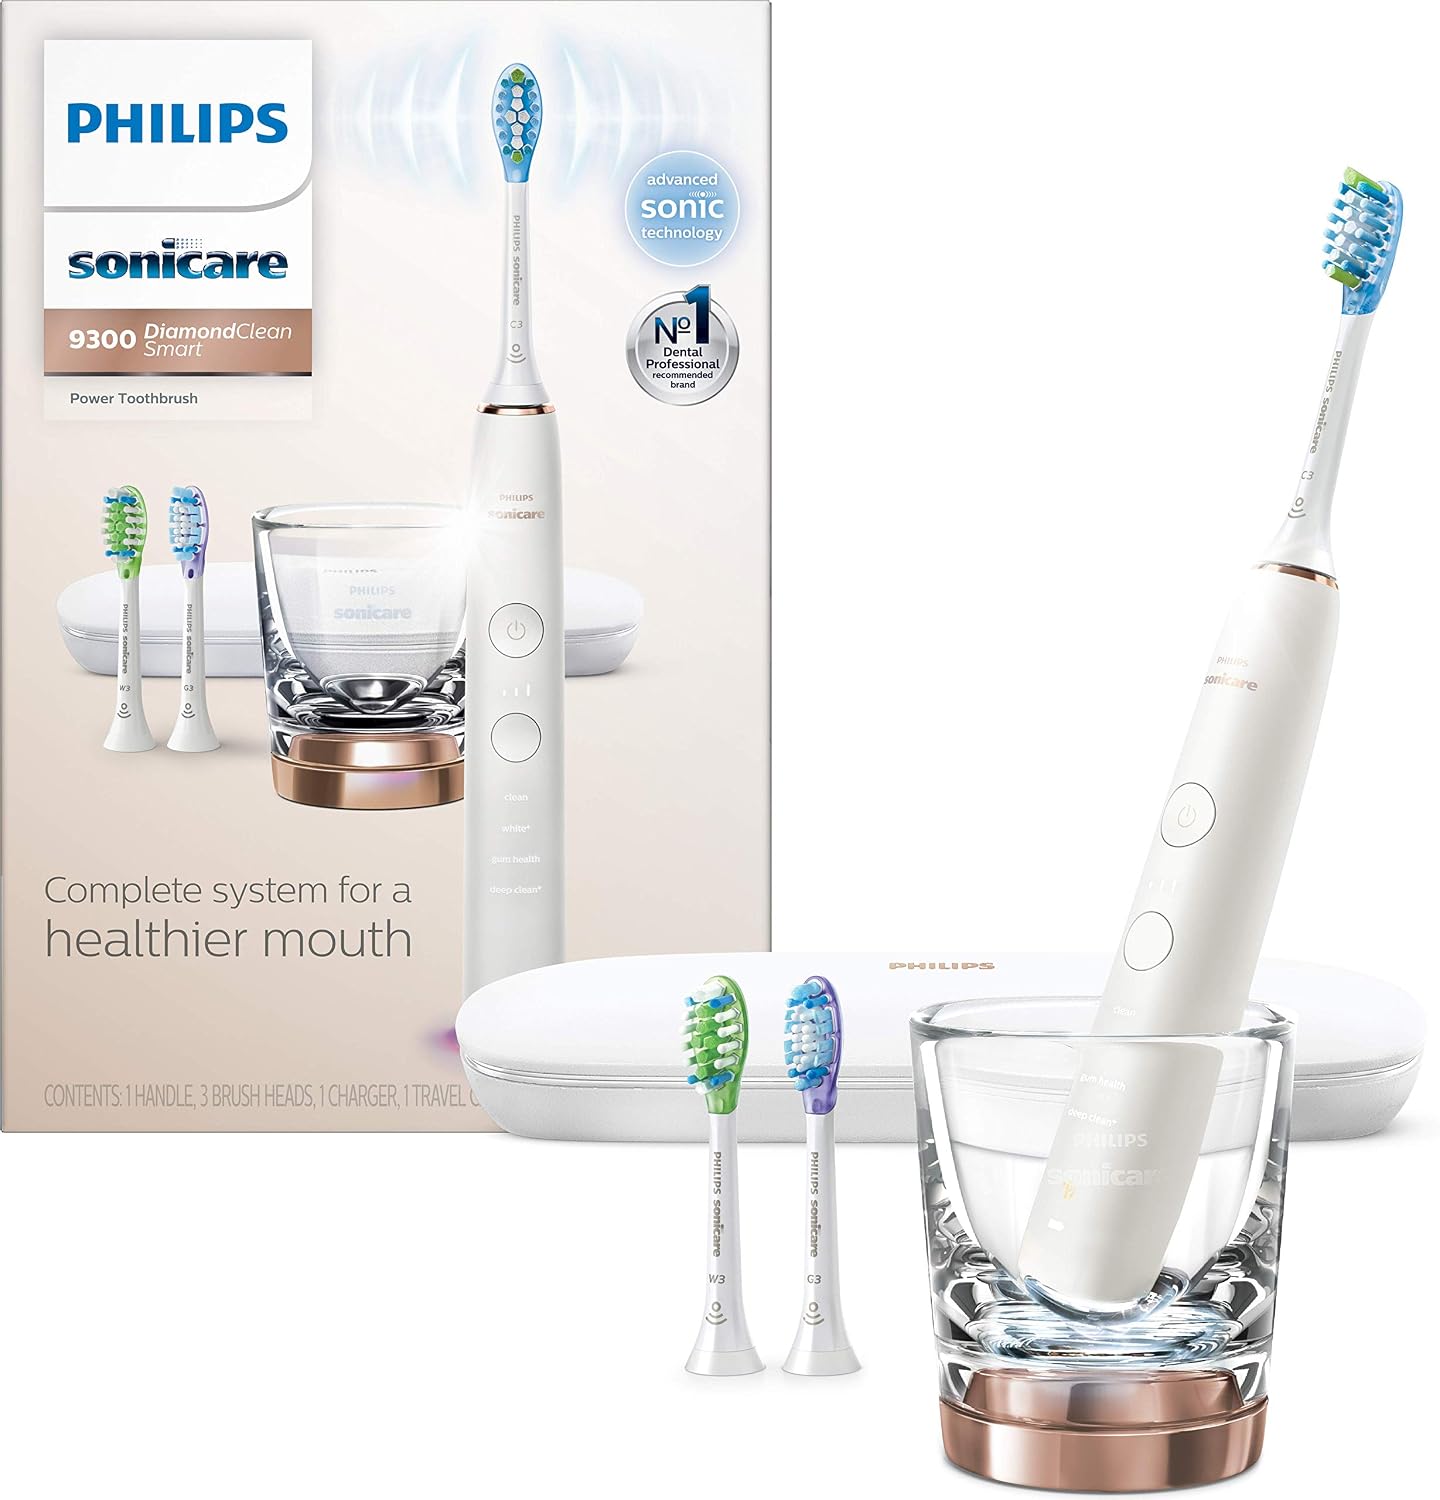 PHILIPS
sonicare
9300 DiamondClean
Smart
Power Toothbrush
advanced
sonic
technology
Nº1
Dental
Professional
recommended
brand
PHILIPS sonicare
C3
PHILIPS
sonicare
clean
white+
gum health
deep clean+
PHILIPS
sonicare
PHILIPS sonicare
W3
PHILIPS sonicare
G3
Complete system for a
healthier mouth
CONTENTS: 1 HANDLE, 3 BRUSH HEADS, 1 CHARGER, 1 TRAVEL
PHILIPS sonicare
C3
PHILIPS
sonicare
clean
gum health
deep clean+
PHILIPS
sonicare
PHILIPS
PHILIPS sonicare
W3
PHILIPS sonicare
G3